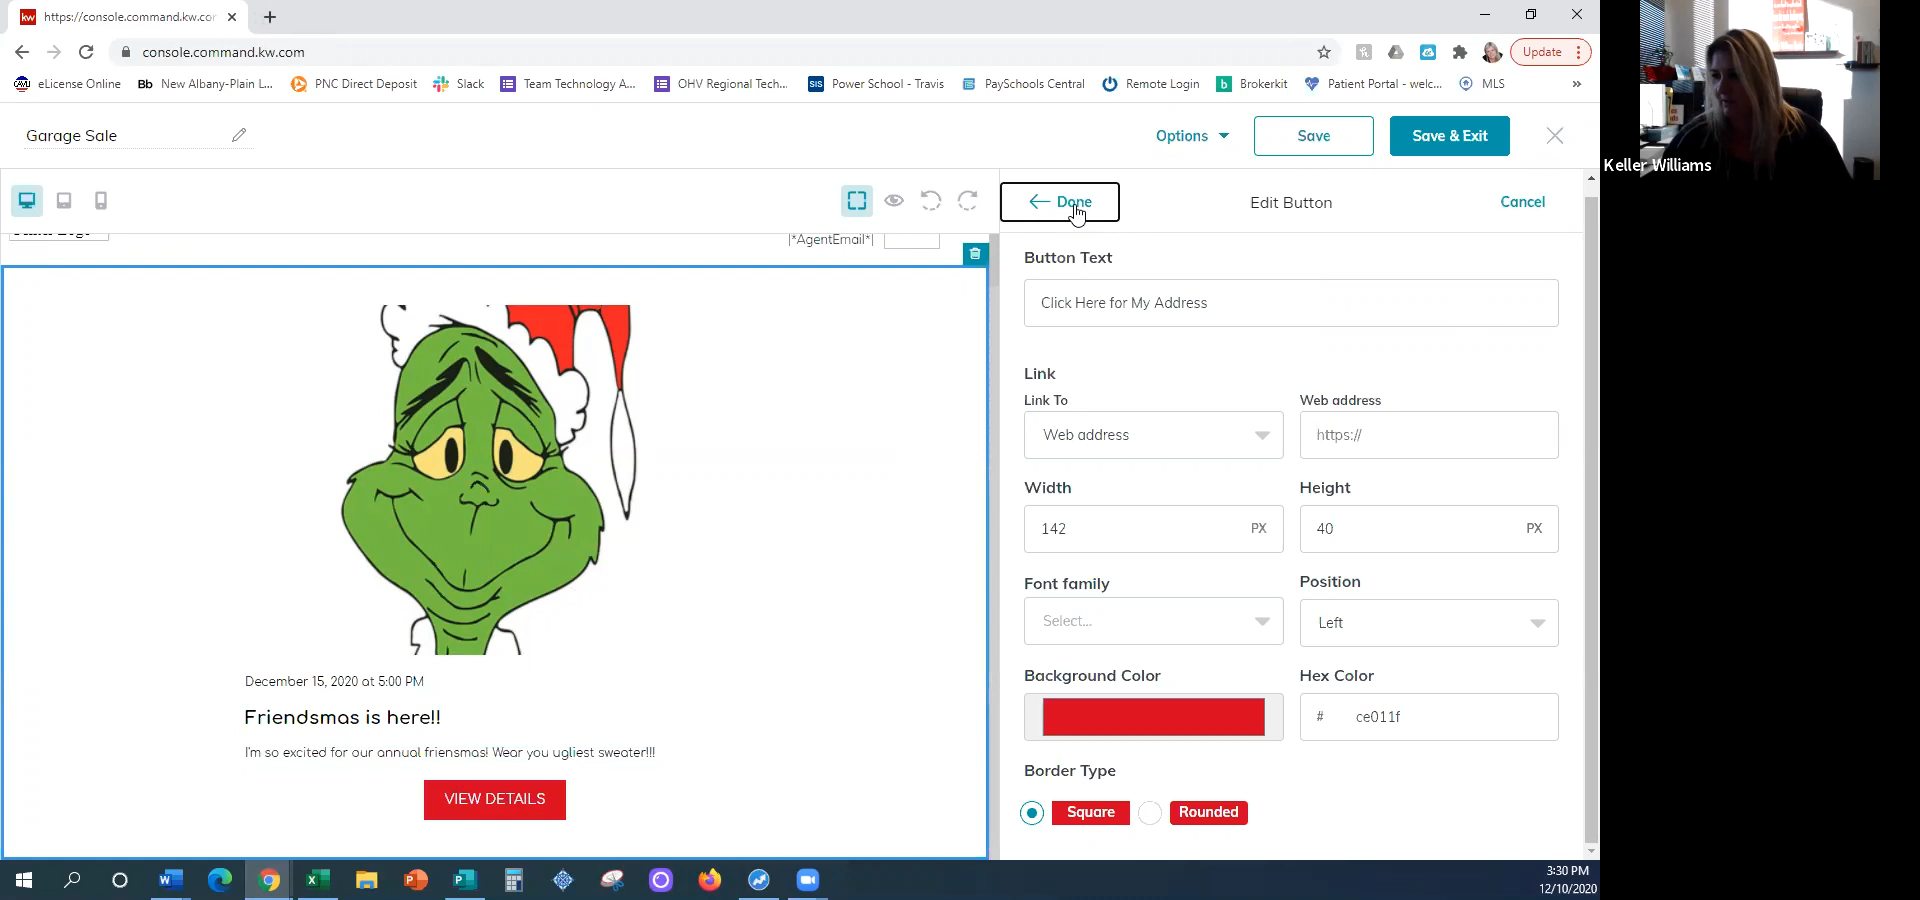 kw https://console.command.kw.cor
console.command.kw.com
Update
eLicense Online
Bb New Albany-Plain L...
PNC Direct Deposit
Slack
Team Technology A...
OHV Regional Tech...
SIS Power School - Travis
PaySchools Central
Remote Login
b Brokerkit
Patient Portal - welc...
MLS
»
Garage Sale
Options
Save
Save & Exit
Keller Williams
Done
Edit Button
Cancel
|*AgentEmail*|
Button Text
Click Here for My Address
Link
Link To
Web address
Web address
https://
Width
Height
142 PX
40 PX
Font family
Position
Select...
Left
Background Color
Hex Color
# ce011f
Border Type
Square
Rounded
December 15, 2020 at 5:00 PM
Friendsmas is here!!
I'm so excited for our annual friensmas! Wear you ugliest sweater!!!
VIEW DETAILS
3:30 PM
12/10/2020